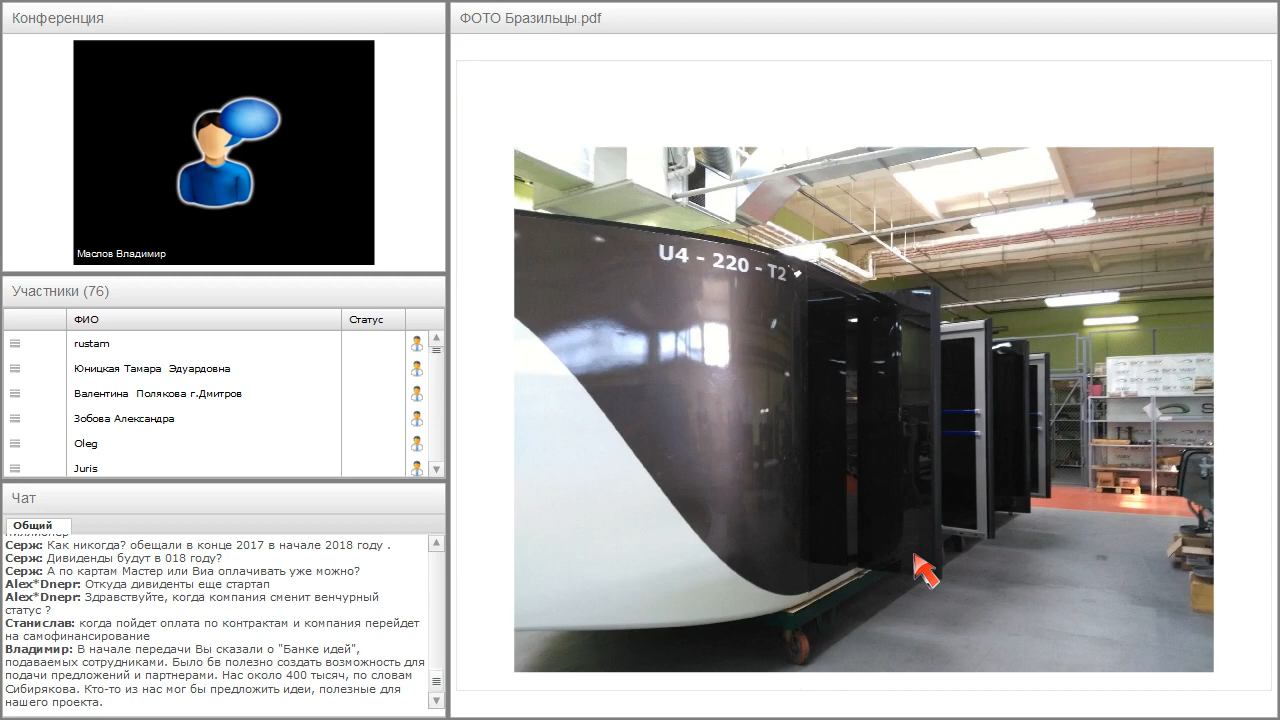 Конференция
Маслов Владимир
Участники (76)
ФИО
Статус
rustam
Юницкая Тамара Эдуардовна
Валентина Полякова г.Дмитров
Зобова Александра
Oleg
Juris
Чат
Общий
Серж: Как никогда? обещали в конце 2017 в начале 2018 году .
Серж: Дивиденды будут в 018 году?
Серж: А по картам Мастер или Виа оплачивать уже можно?
Alex*Dnepr: Откуда дивиденты еще стартап
Alex*Dnepr: Здравствуйте, когда компания сменит венчурный
статус ?
Станислав: когда пойдет оплата по контрактам и компания перейдет
на самофинансирование
Владимир: В начале передачи Вы сказали о "Банке идей",
подаваемых сотрудниками. Было бв полезно создать возможность для
подачи предложений и партнерами. Нас около 400 тысяч, по словам
Сибирякова. Кто-то из нас мог бы предложить идеи, полезные для
нашего проекта.
ФОТО Бразильцы.pdf
U4 - 220 - T2